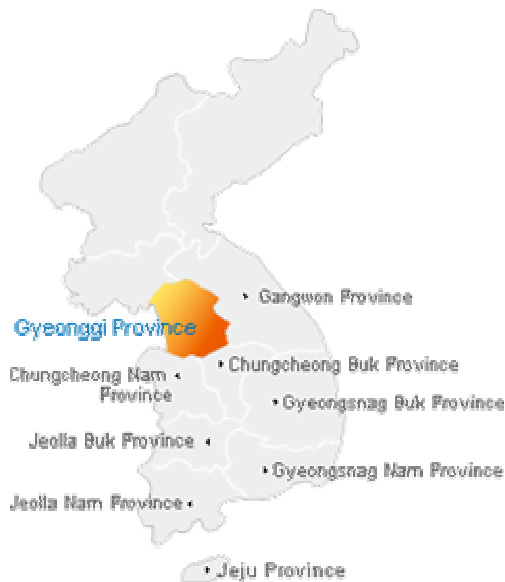 Gangwon Province
Gyeonggi Province
Chungcheong Buk Province
Chungcheong Nam
Province
Gyeongsnag Buk Province
Jeolla Buk Province
Gyeongsnag Nam Province
Jeolla Nam Province
Jeju Province